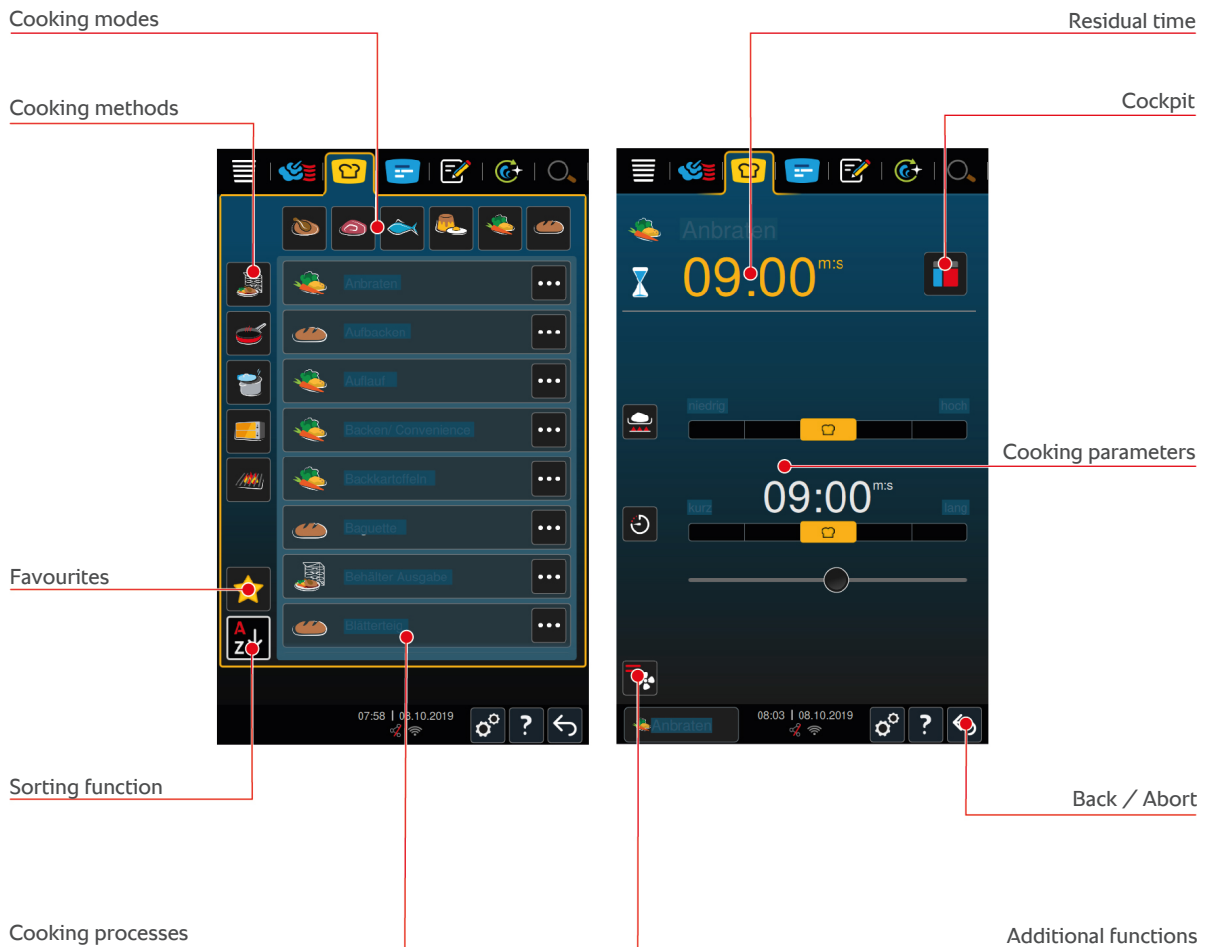 Cooking modes
Residual time
Cooking methods
Cockpit
Anbraten
09:00 m:s
Anbraten
Aufbacken
Auflauf
Backen/ Convenience
Backkartoffeln
Baguette
Behälter Ausgabe
Blätterteig
niedrig
hoch
Cooking parameters
09:00 m:s
kurz
lang
Favourites
A
Z
07:58 | 08.10.2019
?
Anbraten
08:03 | 08.10.2019
?
Sorting function
Back / Abort
Cooking processes
Additional functions